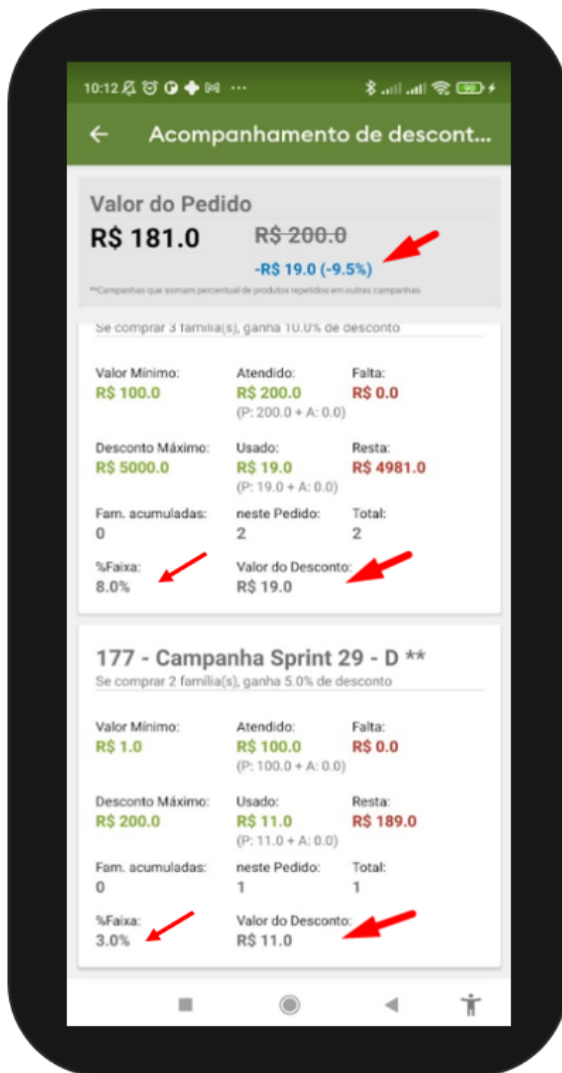 10:12 ...
90
Acompanhamento de descont...
Valor do Pedido
R$ 181.0 R$ 200.0
-R$ 19.0 (-9.5%)
**Campanhas que somam percentual de produtos repetidos em outras campanhas
Se comprar 3 família(s), ganha 10.0% de desconto
Valor Mínimo: Atendido: Falta:
R$ 100.0 R$ 200.0 R$ 0.0
(P: 200.0 + A: 0.0)
Desconto Máximo: Usado: Resta:
R$ 5000.0 R$ 19.0 R$ 4981.0
(P: 19.0 + A: 0.0)
Fam. acumuladas: neste Pedido: Total:
0 2 2
%Faixa: Valor do Desconto:
8.0% R$ 19.0
177 - Campanha Sprint 29 - D **
Se comprar 2 família(s), ganha 5.0% de desconto
Valor Mínimo: Atendido: Falta:
R$ 1.0 R$ 100.0 R$ 0.0
(P: 100.0 + A: 0.0)
Desconto Máximo: Usado: Resta:
R$ 200.0 R$ 11.0 R$ 189.0
(P: 11.0 + A: 0.0)
Fam. acumuladas: neste Pedido: Total:
0 1 1
%Faixa: Valor do Desconto:
3.0% R$ 11.0